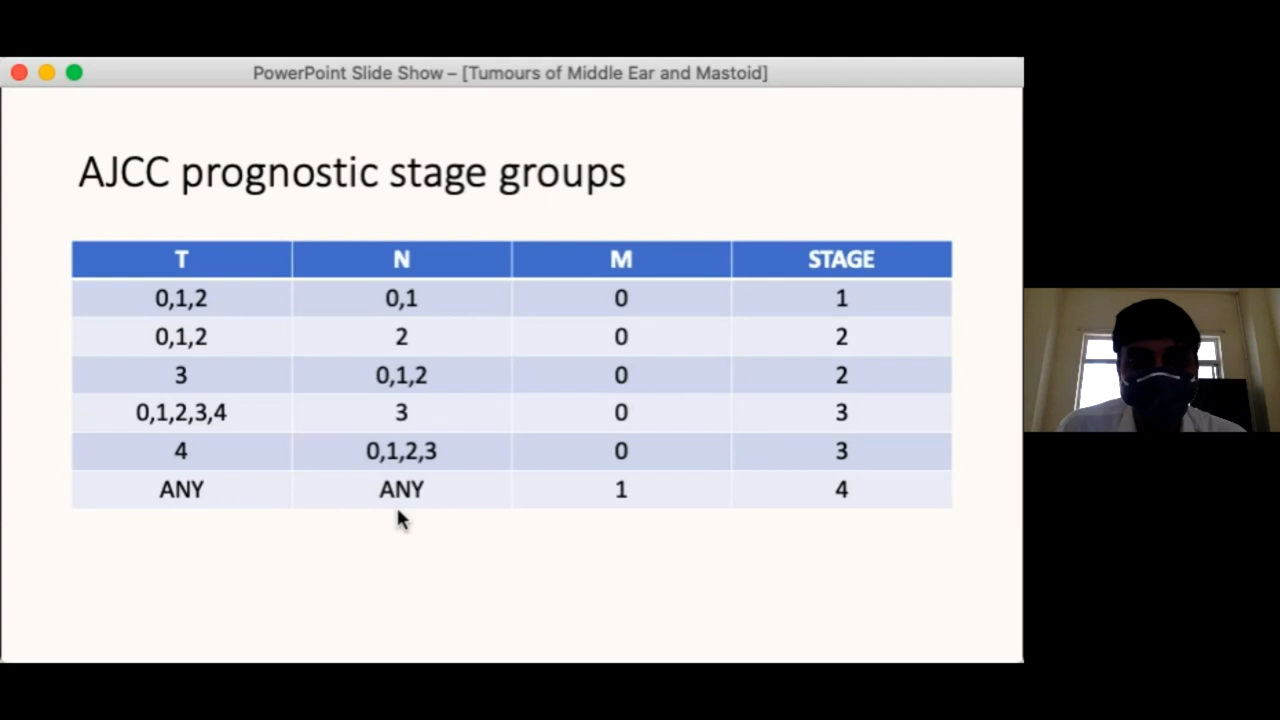 PowerPoint Slide Show – [Tumours of Middle Ear and Mastoid]
AJCC prognostic stage groups
T N M STAGE
0,1,2 0,1 0 1
0,1,2 2 0 2
3 0,1,2 0 2
0,1,2,3,4 3 0 3
4 0,1,2,3 0 3
ANY ANY 1 4